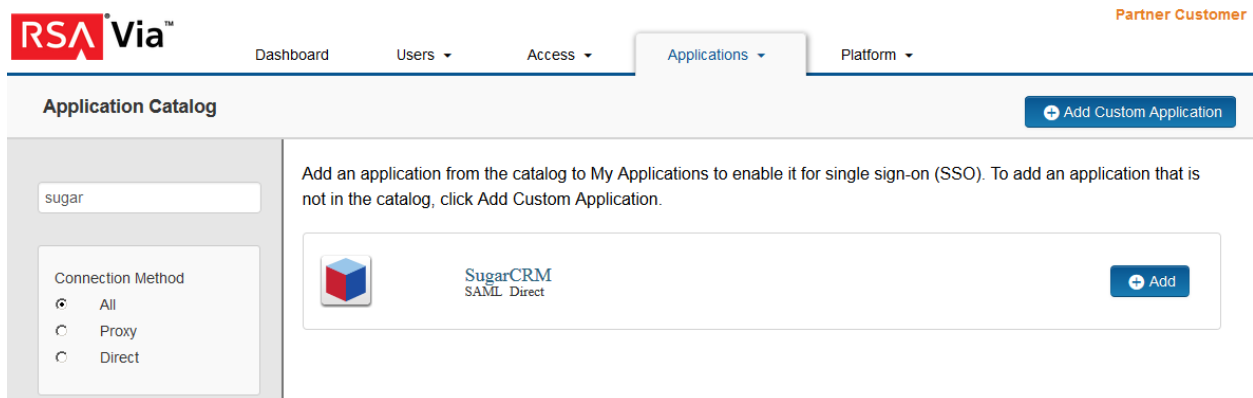 Partner Customer
RSA Via™
Dashboard Users Access Applications Platform
Application Catalog
Add Custom Application
sugar
Add an application from the catalog to My Applications to enable it for single sign-on (SSO). To add an application that is
not in the catalog, click Add Custom Application.
Connection Method
All
Proxy
Direct
SugarCRM
SAML Direct
Add